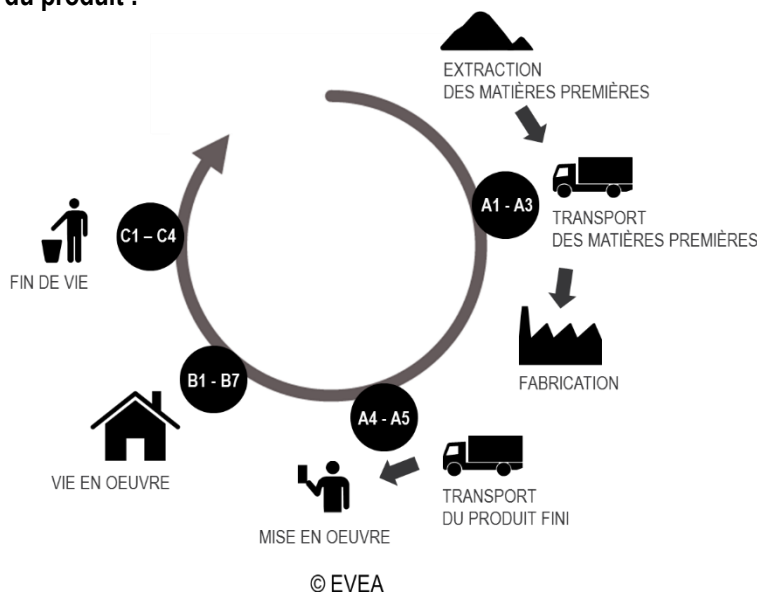 du produit :
EXTRACTION
DES MATIÈRES PREMIÈRES
A1 - A3
TRANSPORT
DES MATIÈRES PREMIÈRES
C1 – C4
FIN DE VIE
FABRICATION
B1 - B7
A4 - A5
VIE EN OEUVRE
TRANSPORT
DU PRODUIT FINI
MISE EN OEUVRE
© EVEA